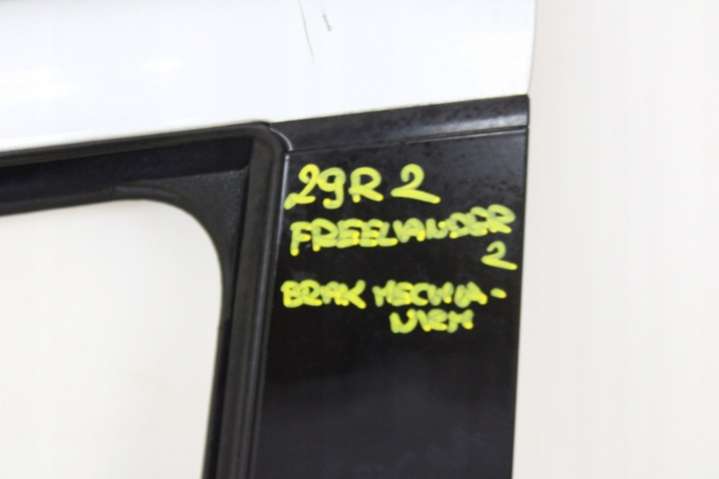 29R2
FREELANDER
2
BRAK MECHA-
NIZM